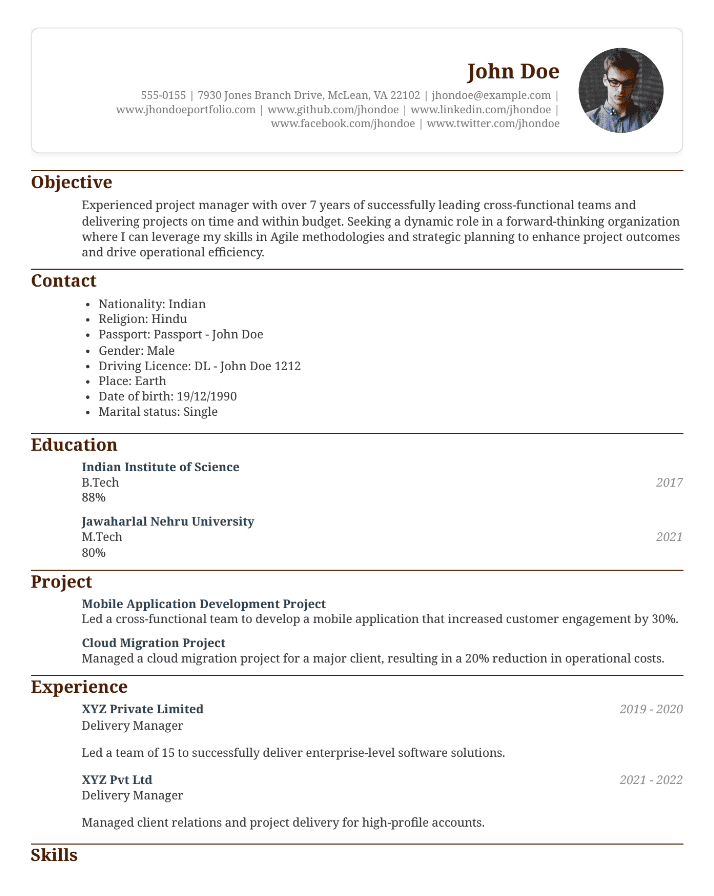 John Doe
555-0155 | 7930 Jones Branch Drive, McLean, VA 22102 | jhondoe@example.com |
www.jhondoeportfolio.com | www.github.com/jhondoe | www.linkedin.com/jhondoe |
www.facebook.com/jhondoe | www.twitter.com/jhondoe
Objective
Experienced project manager with over 7 years of successfully leading cross-functional teams and
delivering projects on time and within budget. Seeking a dynamic role in a forward-thinking organization
where I can leverage my skills in Agile methodologies and strategic planning to enhance project outcomes
and drive operational efficiency.
Contact
• Nationality: Indian
• Religion: Hindu
• Passport: Passport - John Doe
• Gender: Male
• Driving Licence: DL - John Doe 1212
• Place: Earth
• Date of birth: 19/12/1990
• Marital status: Single
Education
Indian Institute of Science
B.Tech 2017
88%
Jawaharlal Nehru University
M.Tech 2021
80%
Project
Mobile Application Development Project
Led a cross-functional team to develop a mobile application that increased customer engagement by 30%.
Cloud Migration Project
Managed a cloud migration project for a major client, resulting in a 20% reduction in operational costs.
Experience
XYZ Private Limited 2019 - 2020
Delivery Manager
Led a team of 15 to successfully deliver enterprise-level software solutions.
XYZ Pvt Ltd 2021 - 2022
Delivery Manager
Managed client relations and project delivery for high-profile accounts.
Skills